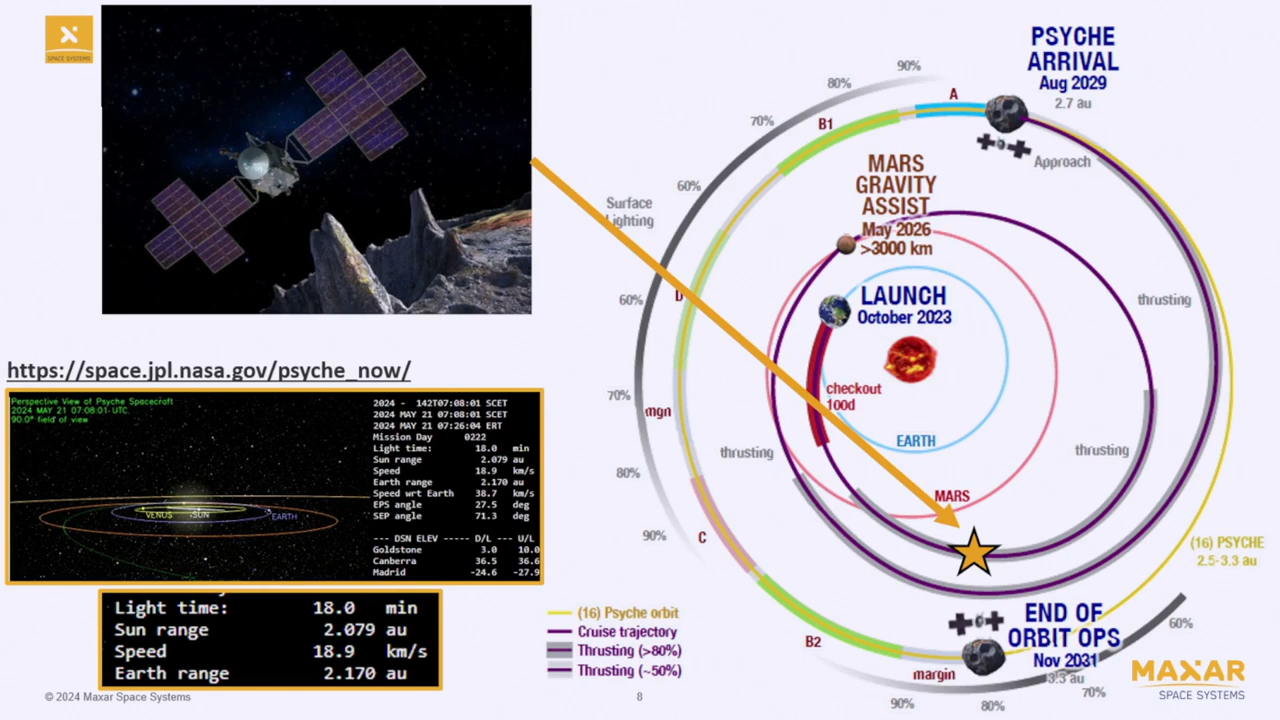 SPACE SYSTEMS
https://space.jpl.nasa.gov/psyche_now/
Perspective View of Psyche Spacecraft
2024 MAY 21 07:08:01 UTC
90.0° field of view
VENUS
SUN
EARTH
2024 - 142T07:08:01 SCET
2024 MAY 21 07:08:01 SCET
2024 MAY 21 07:26:04 ERT
Mission Day 0222
Light time: 18.0 min
Sun range 2.079 au
Speed 18.9 km/s
Earth range 2.170 au
Speed wrt Earth 38.7 km/s
EPS angle 27.5 deg
SEP angle 71.3 deg
--- DSN ELEV ----- D/L --- U/L
Goldstone 3.0 10.0
Canberra 36.5 36.6
Madrid -24.6 -27.9
Light time: 18.0 min
Sun range 2.079 au
Speed 18.9 km/s
Earth range 2.170 au
PSYCHE
ARRIVAL
Aug 2029
2.7 au
Approach
90%
80%
70%
60%
Surface
Lighting
60%
70%
80%
90%
A
B1
D
mgn
C
B2
margin
MARS
GRAVITY
ASSIST
May 2026
>3000 km
LAUNCH
October 2023
checkout
100d
EARTH
MARS
thrusting
thrusting
thrusting
(16) PSYCHE
2.5-3.3 au
END OF
ORBIT OPS
Nov 2031
3.3 au
60%
70%
80%
90%
(16) Psyche orbit
Cruise trajectory
Thrusting (>80%)
Thrusting (~50%)
© 2024 Maxar Space Systems
8
MAXAR
SPACE SYSTEMS